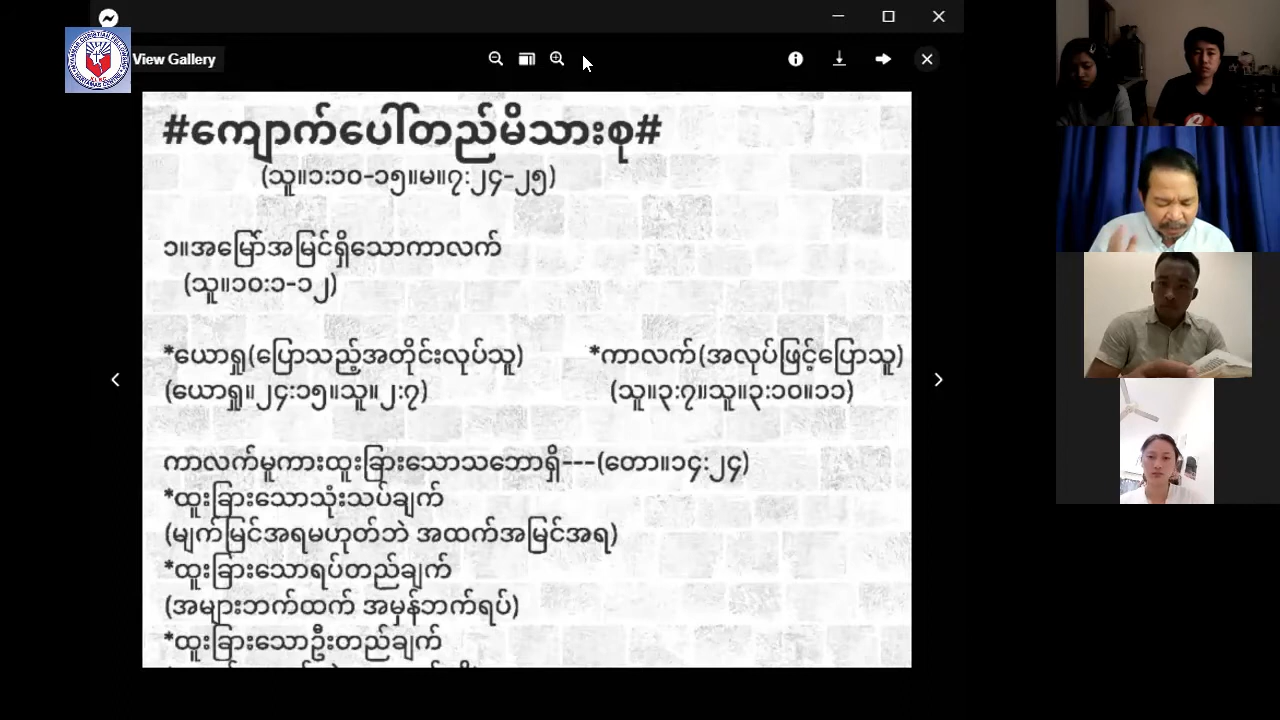 View Gallery
#ကျောက်ပေါ်တည်မိသားစု#
(သူ။၁:၁၀-၁၅။မ။၇:၂၄-၂၅)
၁။အမြော်အမြင်ရှိသောကာလက်
(သူ။၁၀:၁-၁၂)
*ယောရှု(ပြောသည့်အတိုင်းလုပ်သူ) *ကာလက်(အလုပ်ဖြင့်ပြောသူ)
(ယောရှု။၂၄:၁၅။သူ။၂:၇) (သူ။၃:၇။သူ။၃:၁၀။၁၁)
ကာလက်မူကားထူးခြားသောသဘောရှိ---(တော။၁၄:၂၄)
*ထူးခြားသောသုံးသပ်ချက်
(မျက်မြင်အရမဟုတ်ဘဲ အထက်အမြင်အရ)
*ထူးခြားသောရပ်တည်ချက်
(အများဘက်ထက် အမှန်ဘက်ရပ်)
*ထူးခြားသောဦးတည်ချက်